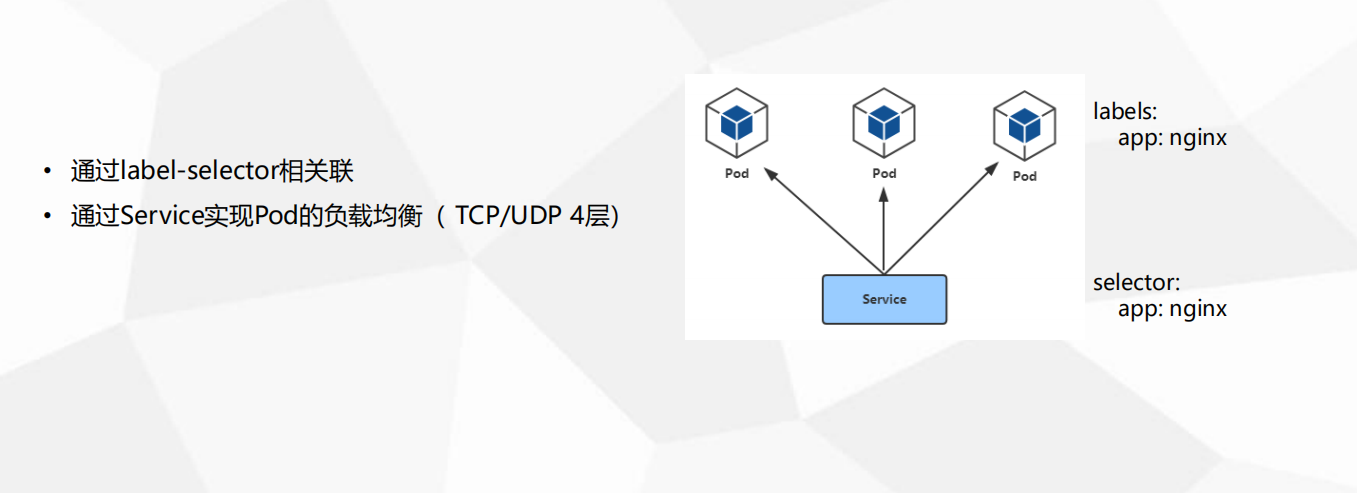 • 通过label-selector相关联
• 通过Service实现Pod的负载均衡（ TCP/UDP 4层)
Pod
Pod
Pod
labels:
app: nginx
Service
selector:
app: nginx